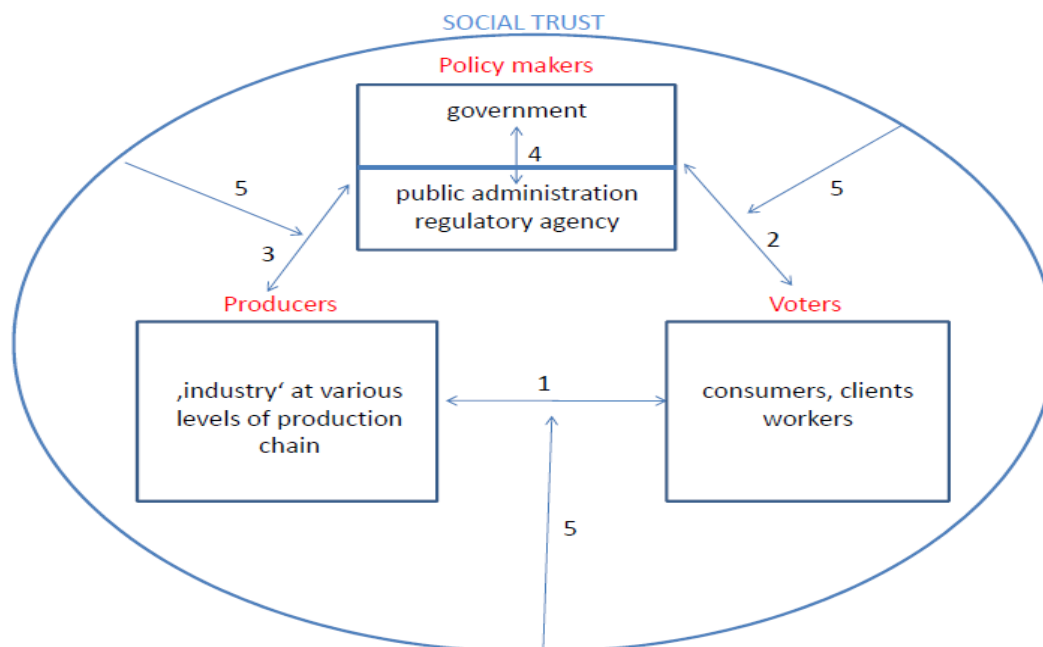 SOCIAL TRUST
Policy makers
government
4
public administration
regulatory agency
5
5
3
2
Producers
Voters
‚industry‘ at various
levels of production
chain
1
consumers, clients
workers
5